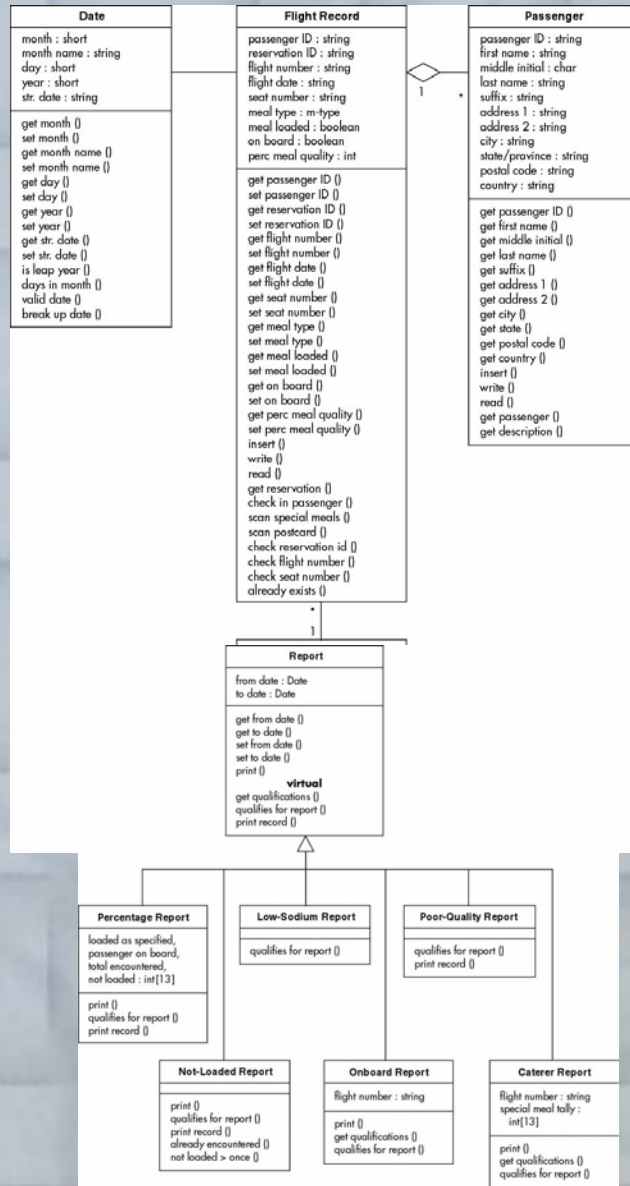 Date
month : short
month name : string
day : short
year : short
str. date : string
get month ()
set month ()
get month name ()
set month name ()
get day ()
set day ()
get year ()
set year ()
get str. date ()
set str. date ()
is leap year ()
days in month ()
valid date ()
break up date ()
Flight Record
passenger ID : string
reservation ID : string
flight number : string
flight date : string
seat number : string
meal type : m-type
meal loaded : boolean
on board : boolean
perc meal quality : int
get passenger ID ()
set passenger ID ()
get reservation ID ()
set reservation ID ()
get flight number ()
set flight number ()
get flight date ()
set flight date ()
get seat number ()
set seat number ()
get meal type ()
set meal type ()
get meal loaded ()
set meal loaded ()
get on board ()
set on board ()
get perc meal quality ()
set perc meal quality ()
insert ()
write ()
read ()
get reservation ()
check in passenger ()
scan special meals ()
scan postcard ()
check reservation id ()
check flight number ()
check seat number ()
already exists ()
1
*
Passenger
passenger ID : string
first name : string
middle initial : char
last name : string
suffix : string
address 1 : string
address 2 : string
city : string
state/province : string
postal code : string
country : string
get passenger ID ()
get first name ()
get middle initial ()
get last name ()
get suffix ()
get address 1 ()
get address 2 ()
get city ()
get state ()
get postal code ()
get country ()
insert ()
write ()
read ()
get passenger ()
get description ()
*
1
Report
from date : Date
to date : Date
get from date ()
get to date ()
set from date ()
set to date ()
print ()
virtual
get qualifications ()
qualifies for report ()
print record ()
Percentage Report
loaded as specified,
passenger on board,
total encountered,
not loaded : int[13]
print ()
qualifies for report ()
print record ()
Low-Sodium Report
qualifies for report ()
Poor-Quality Report
qualifies for report ()
print record ()
Not-Loaded Report
print ()
qualifies for report ()
print record ()
already encountered ()
not loaded > once ()
Onboard Report
flight number : string
print ()
get qualifications ()
qualifies for report ()
Caterer Report
flight number : string
special meal tally :
int[13]
print ()
get qualifications ()
qualifies for report ()